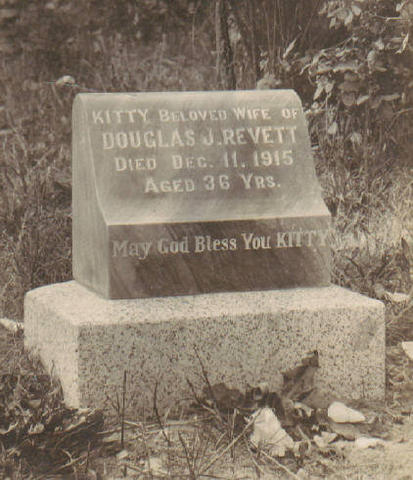 KITTY BELOVED WIFE OF
DOUGLAS J. REVETT
DIED DEC. 11, 1915
AGED 36 YRS.
May God Bless You KITTY